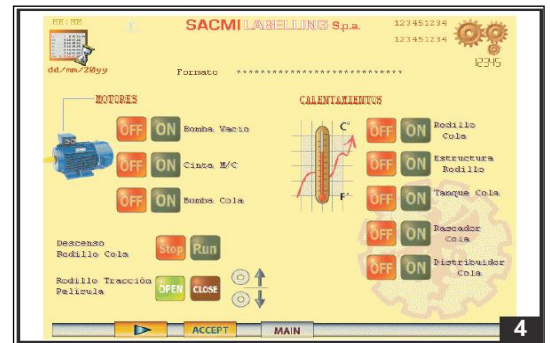 HH:MM
SACMI LABELLING S.p.a.
123451234
123451234
12345
dd/mm/20yy
Formato ****************************
MOTORES
CALENTAMIENTOS
OFF ON Bomba Vacio
OFF ON Cinta M/C
OFF ON Bomba Cola
C°
F°
OFF ON Rodillo Cola
OFF ON Estructura Rodillo
OFF ON Tanque Cola
OFF ON Rascador Cola
OFF ON Distribuidor Cola
Descenso
Rodillo Cola
Stop Run
Rodillo Tracción
Película
OPEN CLOSE
ACCEPT
MAIN
4